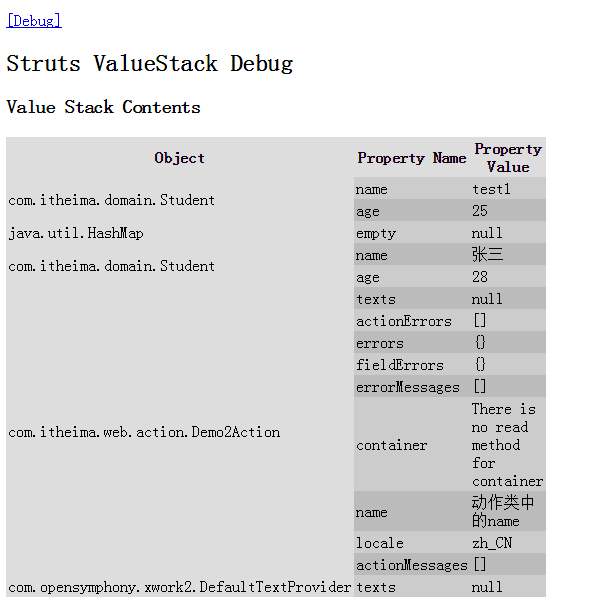 [Debug]
Struts ValueStack Debug
Value Stack Contents
Object Property Name Property
Value
com.itheima.domain.Student name test1
age 25
java.util.HashMap empty null
com.itheima.domain.Student name 张三
age 28
com.itheima.web.action.Demo2Action texts null
actionErrors []
errors {}
fieldErrors {}
errorMessages []
container There is
no read
method
for
container
name 动作类中
的name
locale zh_CN
actionMessages []
com.opensymphony.xwork2.DefaultTextProvider texts null